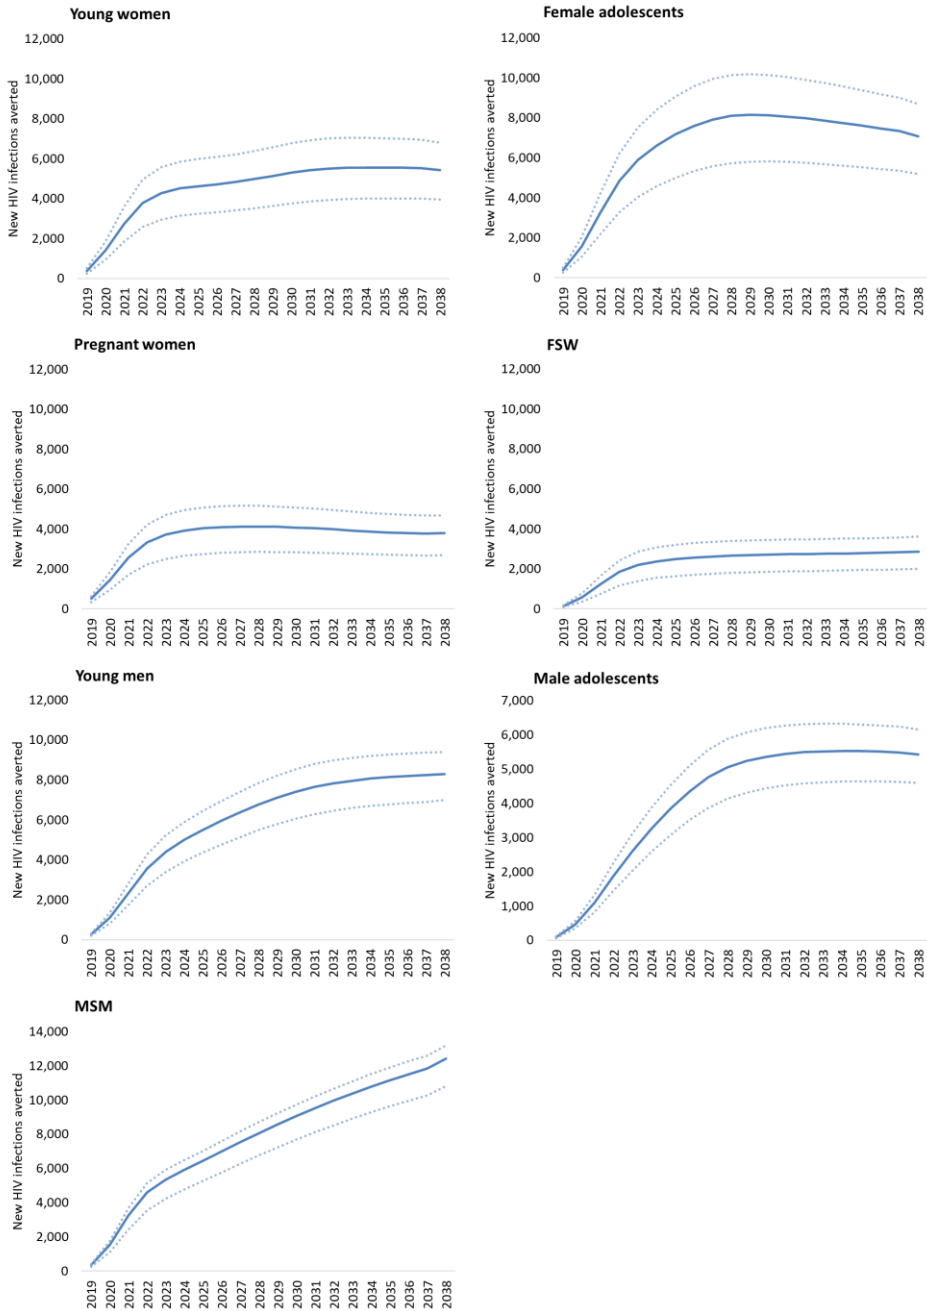 Young women
New HIV infections averted
12,000
10,000
8,000
6,000
4,000
2,000
0
2019 2020 2021 2022 2023 2024 2025 2026 2027 2028 2029 2030 2031 2032 2033 2034 2035 2036 2037 2038
Female adolescents
New HIV infections averted
12,000
10,000
8,000
6,000
4,000
2,000
0
2019 2020 2021 2022 2023 2024 2025 2026 2027 2028 2029 2030 2031 2032 2033 2034 2035 2036 2037 2038
Pregnant women
New HIV infections averted
12,000
10,000
8,000
6,000
4,000
2,000
0
2019 2020 2021 2022 2023 2024 2025 2026 2027 2028 2029 2030 2031 2032 2033 2034 2035 2036 2037 2038
FSW
New HIV infections averted
12,000
10,000
8,000
6,000
4,000
2,000
0
2019 2020 2021 2022 2023 2024 2025 2026 2027 2028 2029 2030 2031 2032 2033 2034 2035 2036 2037 2038
Young men
New HIV infections averted
12,000
10,000
8,000
6,000
4,000
2,000
0
2019 2020 2021 2022 2023 2024 2025 2026 2027 2028 2029 2030 2031 2032 2033 2034 2035 2036 2037 2038
Male adolescents
New HIV infections averted
7,000
6,000
5,000
4,000
3,000
2,000
1,000
0
2019 2020 2021 2022 2023 2024 2025 2026 2027 2028 2029 2030 2031 2032 2033 2034 2035 2036 2037 2038
MSM
New HIV infections averted
14,000
12,000
10,000
8,000
6,000
4,000
2,000
0
2019 2020 2021 2022 2023 2024 2025 2026 2027 2028 2029 2030 2031 2032 2033 2034 2035 2036 2037 2038